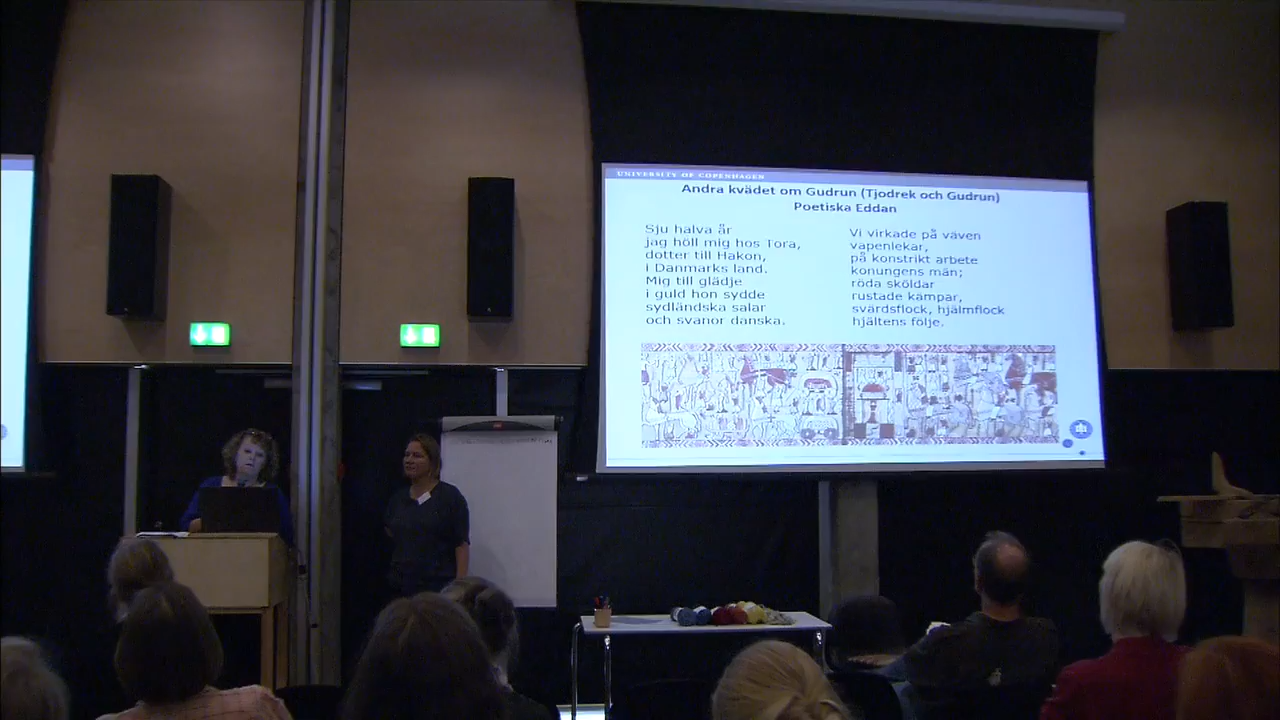 UNIVERSITY OF COPENHAGEN
Andra kvädet om Gudrun (Tjodrek och Gudrun)
Poetiska Eddan
Sju halva år
jag höll mig hos Tora,
dotter till Hakon,
i Danmarks land.
Mig till glädje
i guld hon sydde
sydländska salar
och svanor danska.
Vi virkade på väven
vapenlekar,
på konstrikt arbete
konungens män;
röda sköldar
rustade kämpar,
svärdsflock, hjälmflock
hjältens följe.